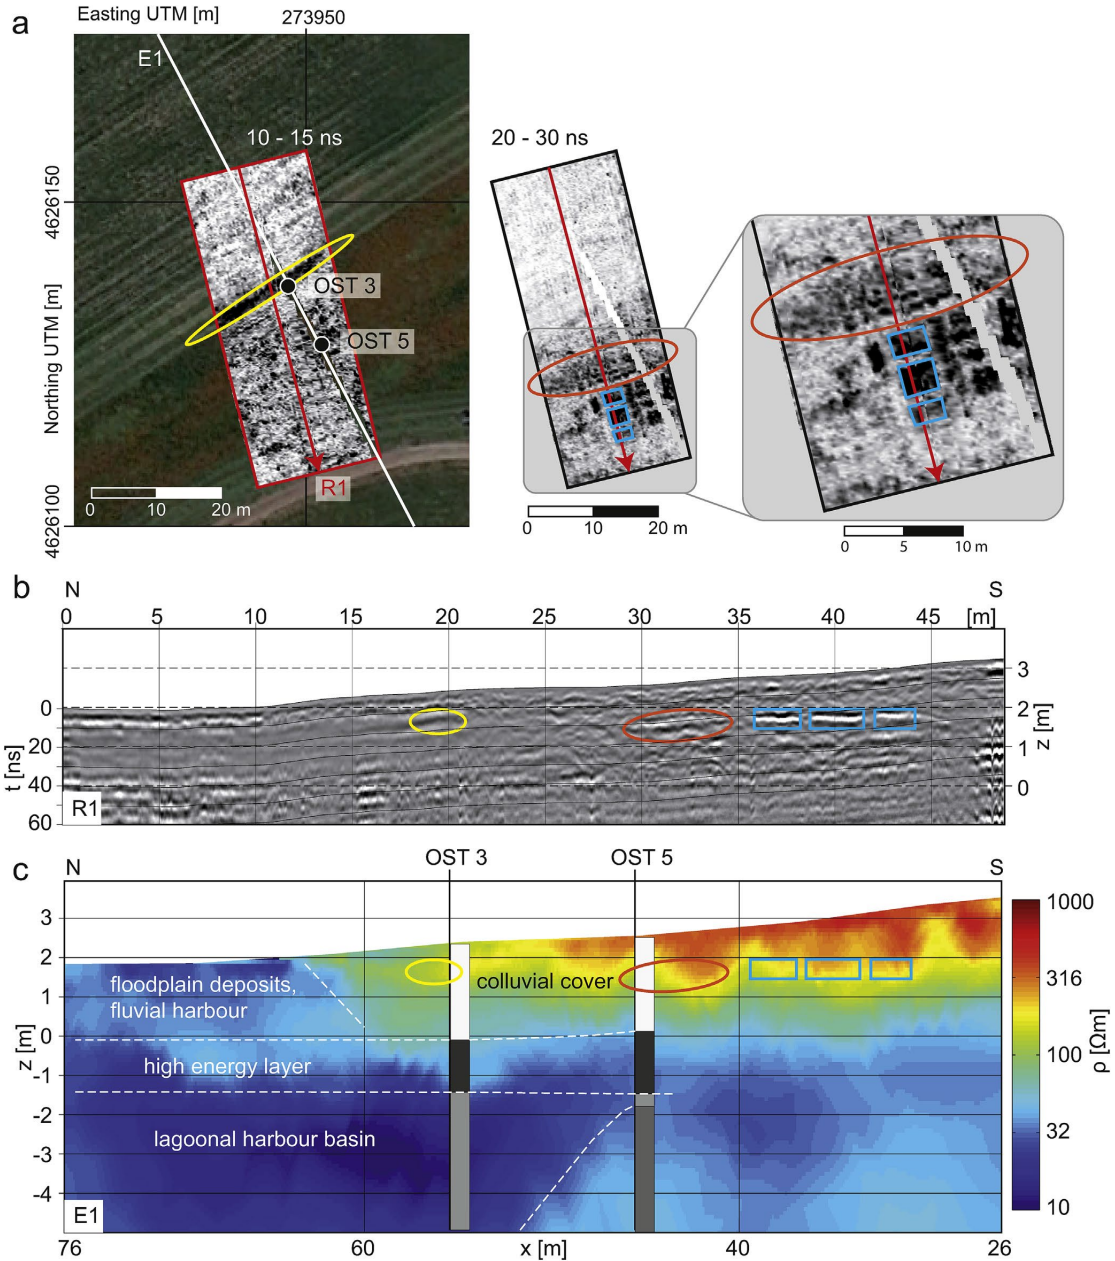 a
Easting UTM [m]
273950
E1
10 - 15 ns
20 - 30 ns
Northing UTM [m]
4626150
4626100
OST 3
OST 5
R1
0 10 20 m
0 10 20 m
0 5 10 m
b
N
S
0 5 10 15 20 25 30 35 40 45 [m]
t [ns]
0
20
40
60
3
2
1
0
z [m]
R1
OST 3
OST 5
c
N
S
z [m]
3
2
1
0
-1
-2
-3
-4
floodplain deposits,
fluvial harbour
colluvial cover
high energy layer
lagoonal harbour basin
E1
76 60 x [m] 40 26
1000
316
100
32
10
ρ [Ωm]